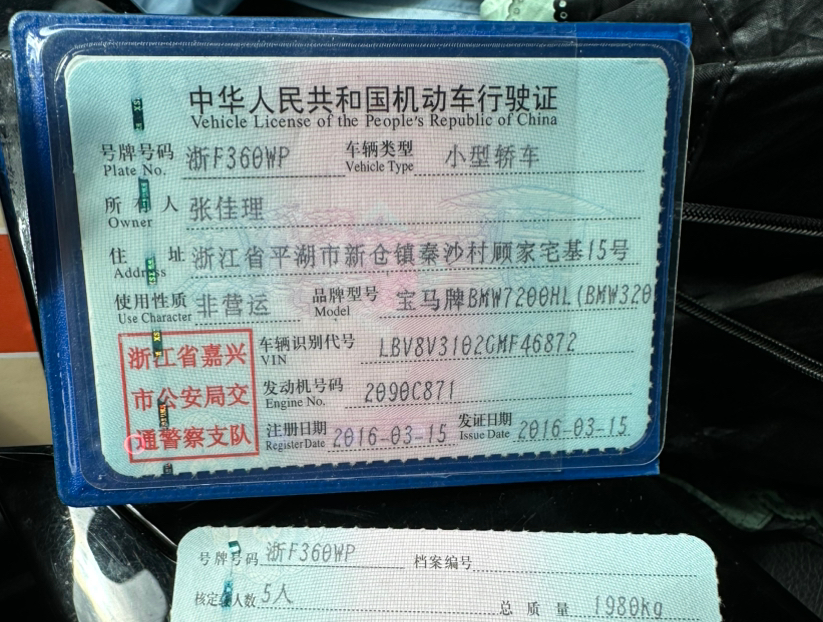 中华人民共和国机动车行驶证
Vehicle License of the People's Republic of China
号牌号码 浙F360WP 车辆类型 小型轿车
Plate No. Vehicle Type
所有人 张佳理
Owner
住址 浙江省平湖市新仓镇秦沙村顾家宅基15号
Address
使用性质 非营运 品牌型号 宝马牌BMW7200HL(BMW320
Use Character Model
浙江省嘉兴
市公安局交
通警察支队
车辆识别代号 LBV8V3102GMF46872
VIN
发动机号码 2090C871
Engine No.
注册日期 2016-03-15 发证日期 2016-03-15
Register Date Issue Date
号牌号码 浙F360WP 档案编号
核定载人数 5人 总质量 1980kg